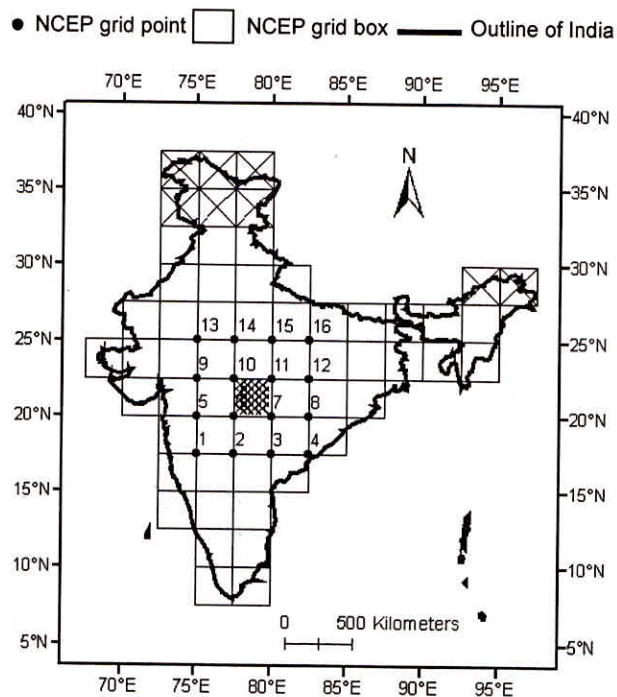 NCEP grid point NCEP grid box Outline of India
70°E 75°E 80°E 85°E 90°E 95°E
40°N 40°N
N
35°N 35°N
30°N 30°N
13 14 15 16
25°N 25°N
9 10 11 12
5 7 8
20°N 20°N
1 2 3 4
15°N 15°N
10°N 10°N
0 500 Kilometers
5°N 5°N
70°E 75°E 80°E 85°E 90°E 95°E